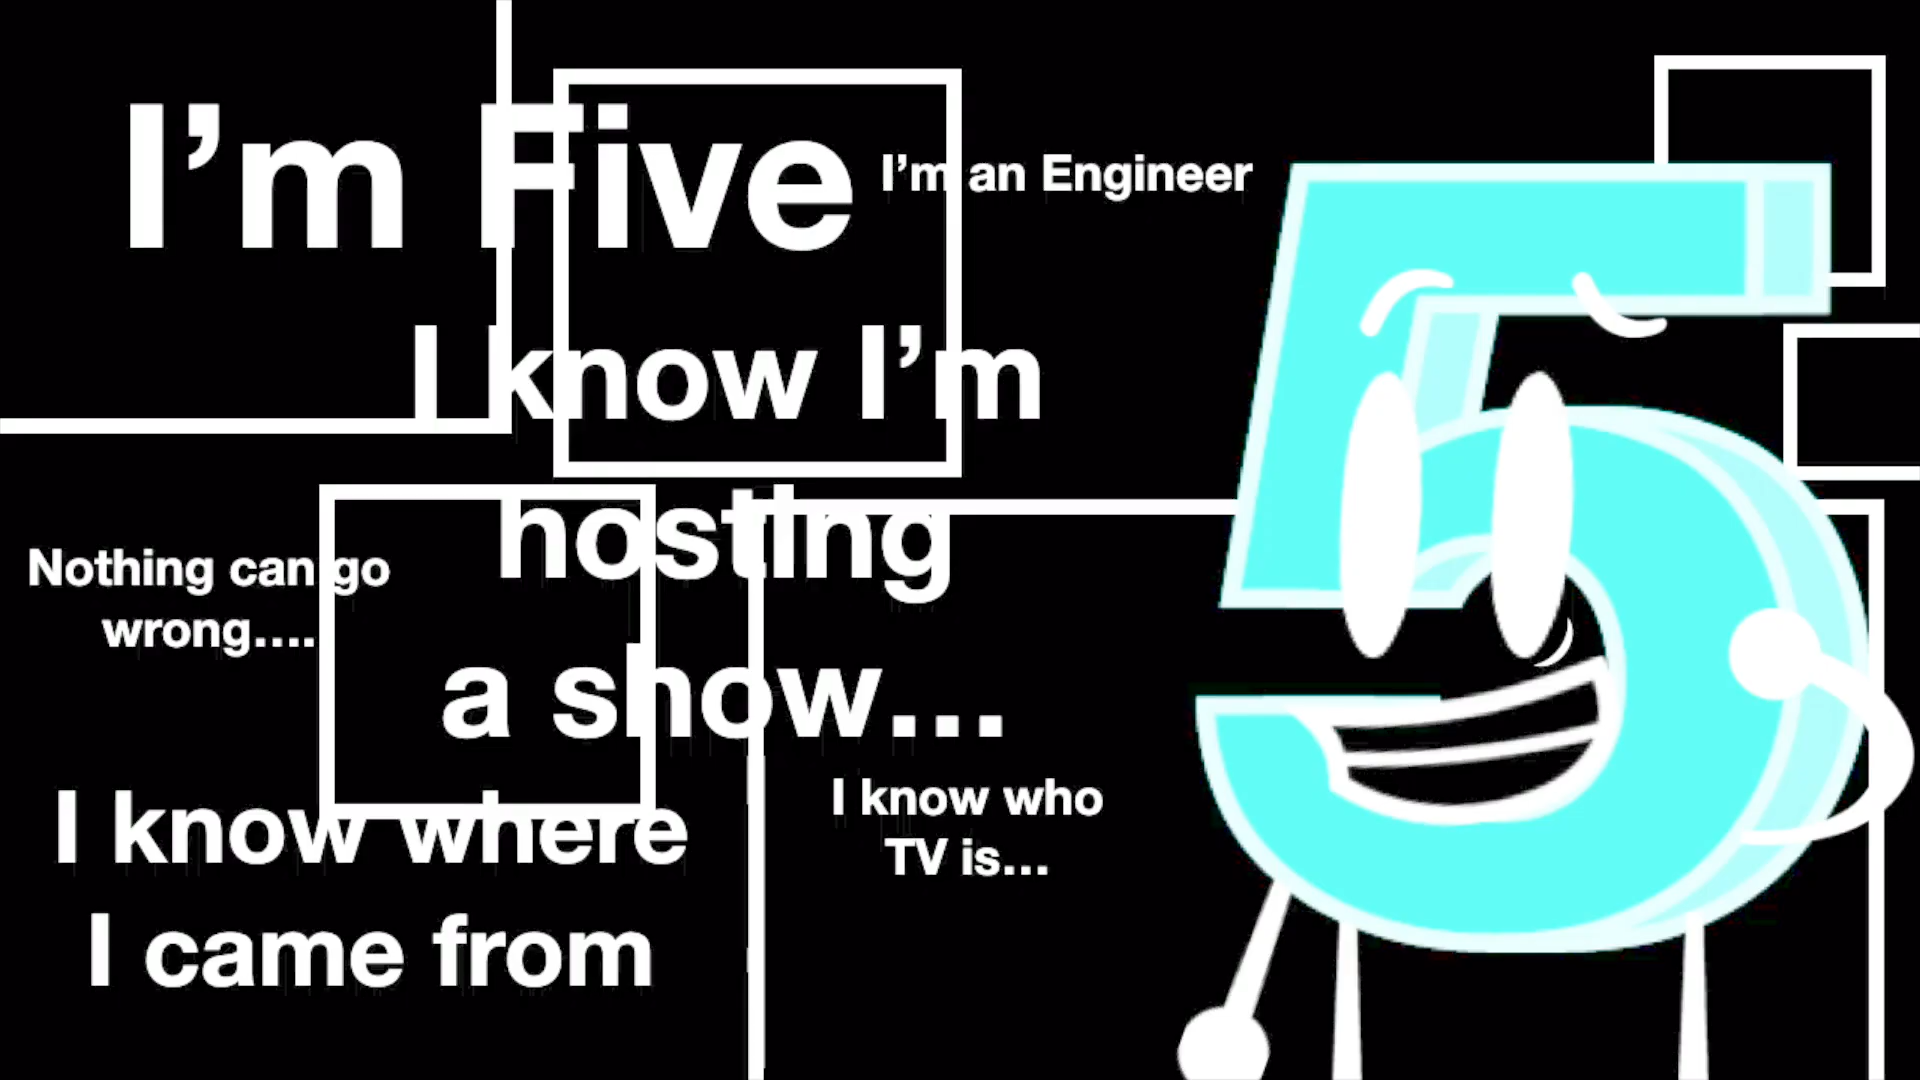 I’m Five
I’m an Engineer
I know I’m
hosting
a show...
Nothing can go
wrong....
I know who
TV is...
I know where
I came from